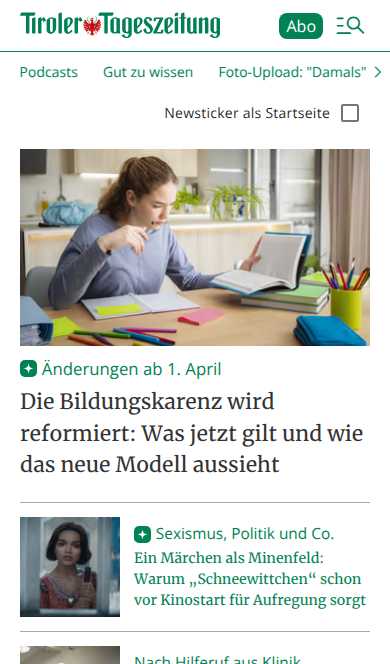 Tiroler Tageszeitung
Abo
Podcasts Gut zu wissen Foto-Upload: "Damals"
Newsticker als Startseite
Änderungen ab 1. April
Die Bildungskarenz wird
reformiert: Was jetzt gilt und wie
das neue Modell aussieht
Sexismus, Politik und Co.
Ein Märchen als Minenfeld:
Warum „Schneewittchen“ schon
vor Kinostart für Aufregung sorgt
Nach Hilferuf aus Klinik